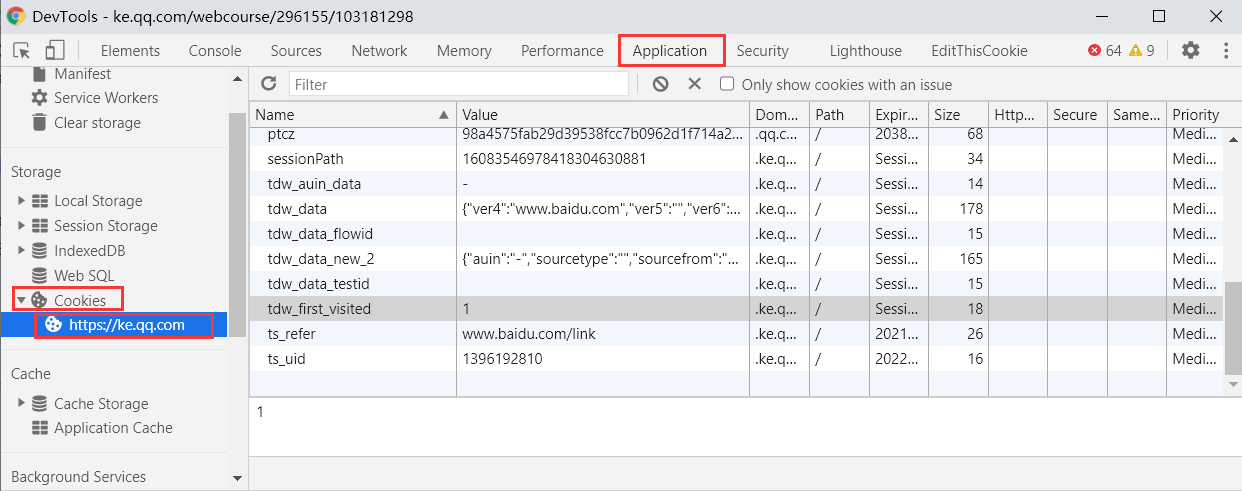 DevTools - ke.qq.com/webcourse/296155/103181298
Elements Console Sources Network Memory Performance Application Security Lighthouse EditThisCookie 64 9
Manifest
Service Workers
Clear storage
Storage
Local Storage
Session Storage
IndexedDB
Web SQL
Cookies
https://ke.qq.com
Cache
Cache Storage
Application Cache
Background Services
Filter Only show cookies with an issue
Name Value Dom... Path Expir... Size Http... Secure Same... Priority
ptcz 98a4575fab29d39538fcc7b0962d1f714a2... .qq.c... / 2038... 68 Medi...
sessionPath 16083546978418304630881 .ke.q... / Sessi... 34 Medi...
tdw_auin_data - .ke.q... / Sessi... 14 Medi...
tdw_data {"ver4":"www.baidu.com","ver5":"","ver6":... .ke.q... / Sessi... 178 Medi...
tdw_data_flowid .ke.q... / Sessi... 15 Medi...
tdw_data_new_2 {"auin":"-","sourcetype":"","sourcefrom":"... .ke.q... / Sessi... 165 Medi...
tdw_data_testid .ke.q... / Sessi... 15 Medi...
tdw_first_visited 1 .ke.q... / Sessi... 18 Medi...
ts_refer www.baidu.com/link .ke.q... / 2021... 26 Medi...
ts_uid 1396192810 .ke.q... / 2022... 16 Medi...
1